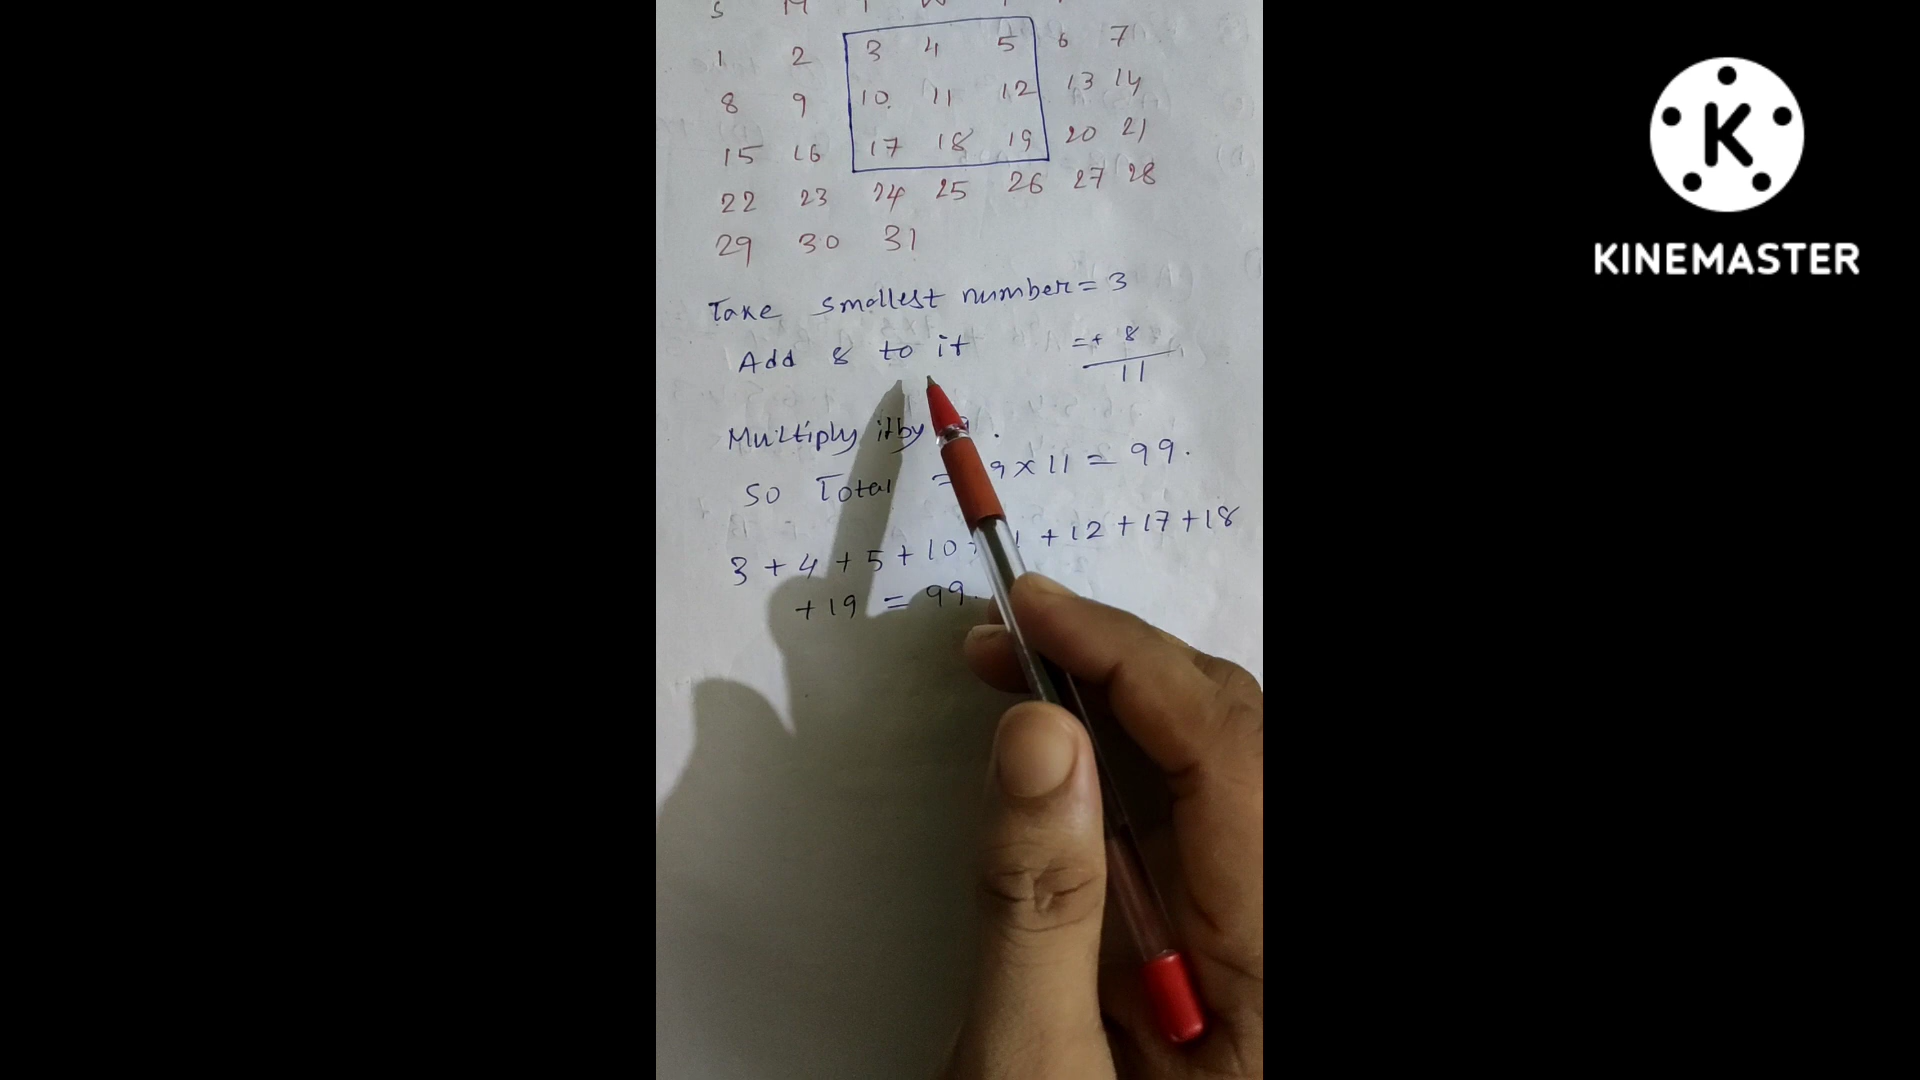 S M T W
1 2 3 4 5 6 7
8 9 10 11 12 13 14
15 16 17 18 19 20 21
22 23 24 25 26 27 28
29 30 31
Take smallest number = 3
Add 8 to it = + 8
11
Multiply it by .
So Total = 9 x 11 = 99.
3 + 4 + 5 + 10 + + 12 + 17 + 18
+ 19 = 99.
K
KINEMASTER